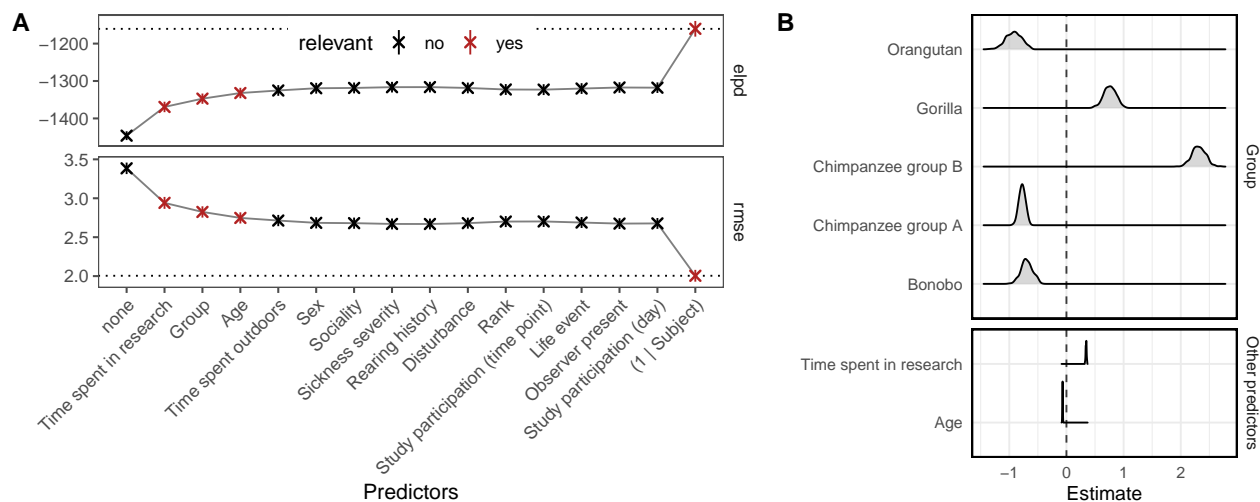 A
relevant no yes
−1200
−1300
−1400
elpd
3.5
3.0
2.5
2.0
rmse
none
Time spent in research
Group
Age
Time spent outdoors
Sex
Sociality
Sickness severity
Rearing history
Disturbance
Rank
Study participation (time point)
Life event
Observer present
Study participation (day)
(1 | Subject)
Predictors
B
Orangutan
Gorilla
Chimpanzee group B
Chimpanzee group A
Bonobo
Group
Time spent in research
Age
Other predictors
−1 0 1 2
Estimate